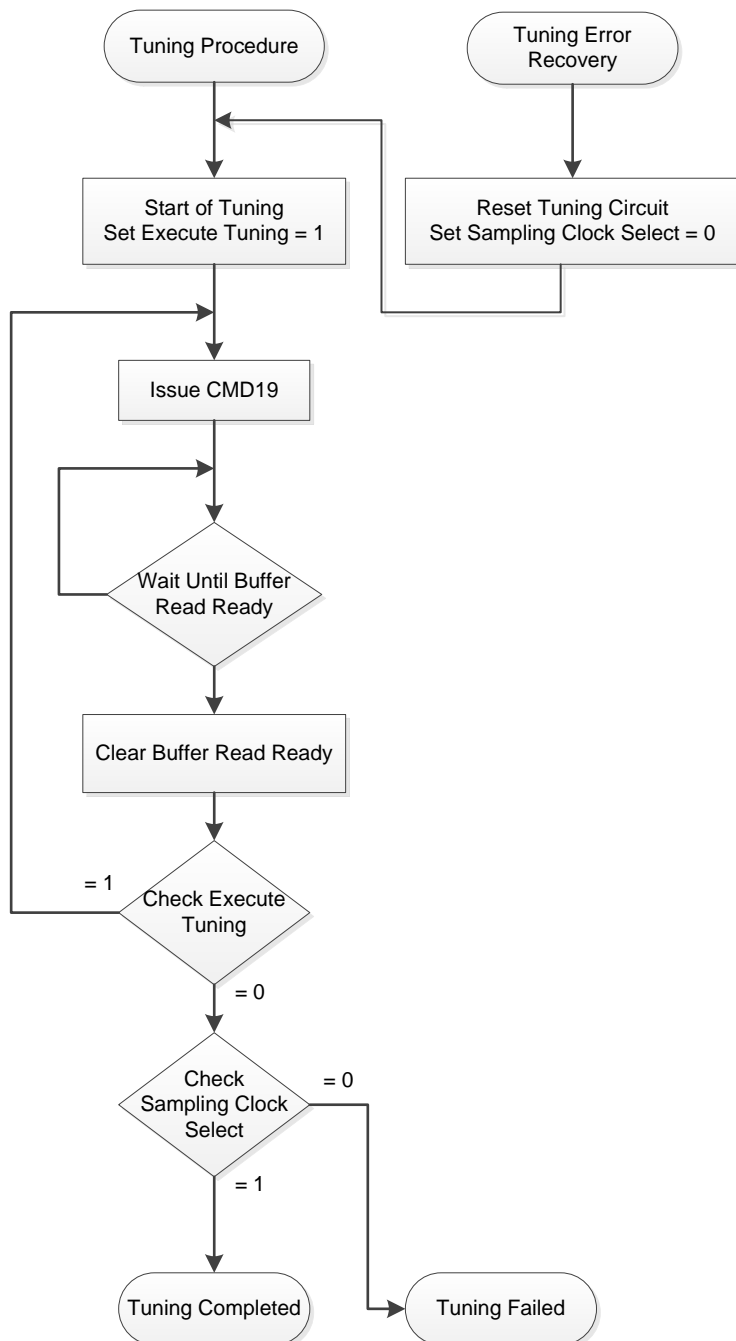 Tuning Procedure
Tuning Error
Recovery
Start of Tuning
Set Execute Tuning = 1
Reset Tuning Circuit
Set Sampling Clock Select = 0
Issue CMD19
Wait Until Buffer
Read Ready
Clear Buffer Read Ready
= 1
Check Execute
Tuning
= 0
Check
Sampling Clock
Select
= 0
= 1
Tuning Completed
Tuning Failed